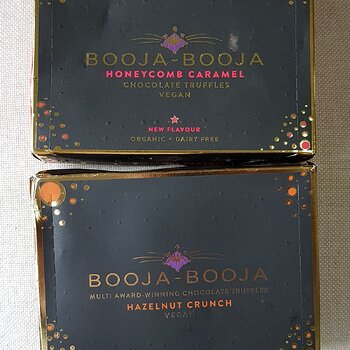 BOOJA-BOOJA
HONEYCOMB CARAMEL
CHOCOLATE TRUFFLES
VEGAN
NEW FLAVOUR
ORGANIC • DAIRY FREE
BOOJA-BOOJA
MULTI AWARD-WINNING CHOCOLATE TRUFFLES
HAZELNUT CRUNCH
VEGAN